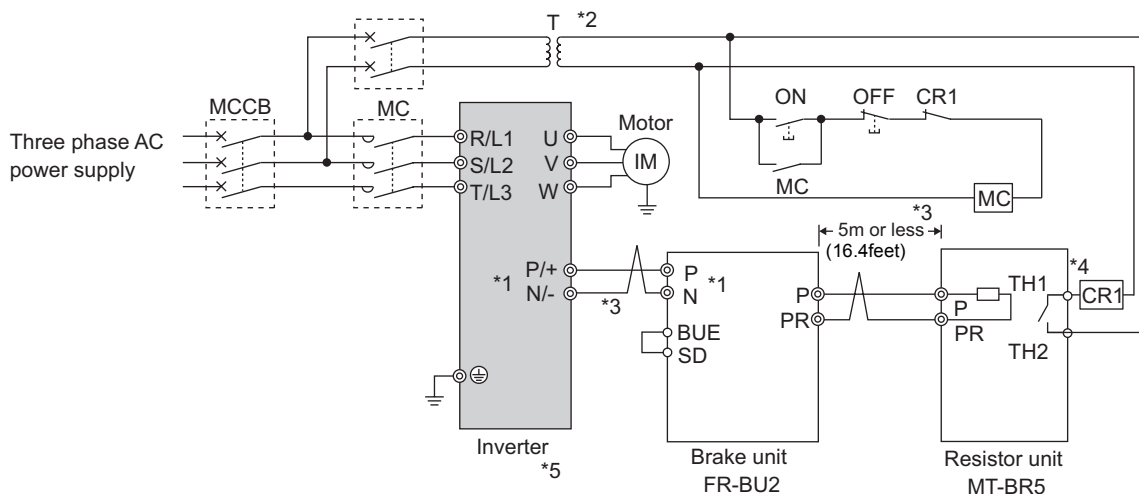 T *2
MCCB
MC
ON OFF CR1
Three phase AC
power supply
R/L1
S/L2
T/L3
U
V
W
Motor
IM
MC
MC
*3
5m or less
(16.4feet)
*1
P/+
N/-
*3
P
N
*1
BUE
SD
P
PR
P
PR
TH1
TH2
*4
CR1
Inverter
*5
Brake unit
FR-BU2
Resistor unit
MT-BR5